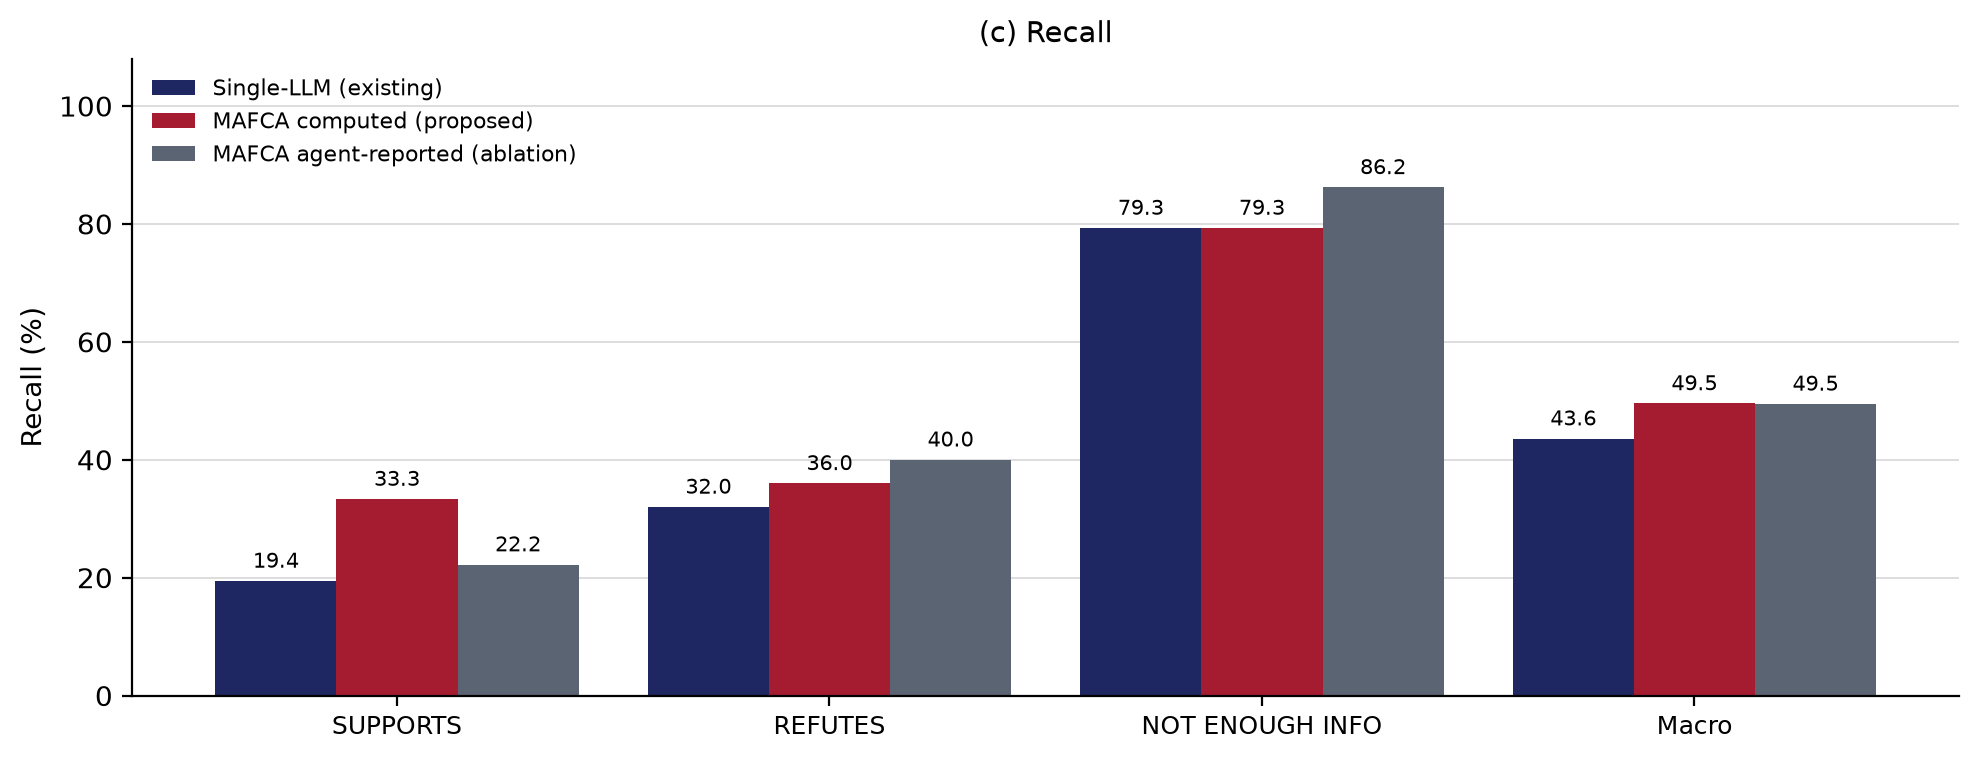 (c) Recall
Single-LLM (existing)
MAFCA computed (proposed)
MAFCA agent-reported (ablation)
Recall (%)
100
80
60
40
20
0
19.4
33.3
22.2
32.0
36.0
40.0
79.3
79.3
86.2
43.6
49.5
49.5
SUPPORTS
REFUTES
NOT ENOUGH INFO
Macro